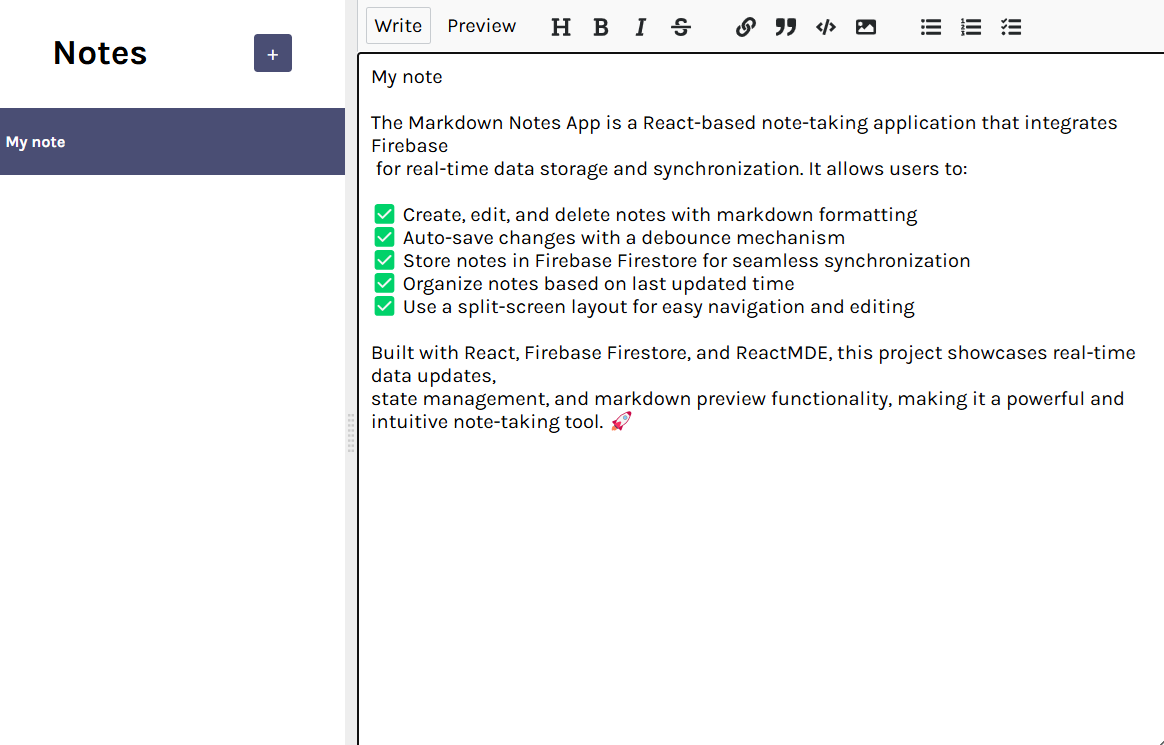 Notes
+
My note
Write Preview
My note
The Markdown Notes App is a React-based note-taking application that integrates
Firebase
for real-time data storage and synchronization. It allows users to:
✅ Create, edit, and delete notes with markdown formatting
✅ Auto-save changes with a debounce mechanism
✅ Store notes in Firebase Firestore for seamless synchronization
✅ Organize notes based on last updated time
✅ Use a split-screen layout for easy navigation and editing
Built with React, Firebase Firestore, and ReactMDE, this project showcases real-time
data updates,
state management, and markdown preview functionality, making it a powerful and
intuitive note-taking tool. 🚀